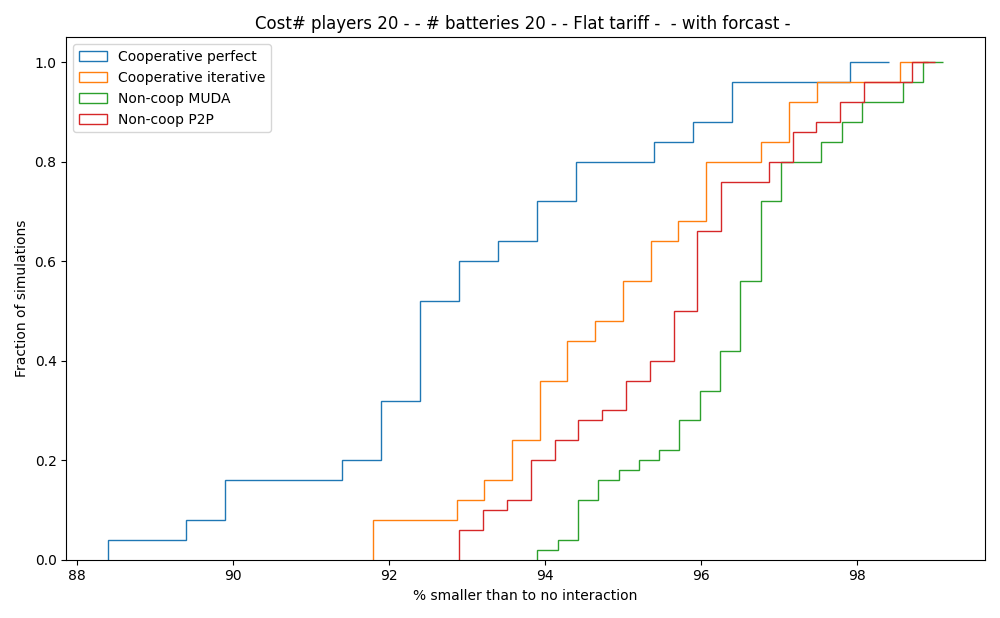 Cost# players 20 - - # batteries 20 - - Flat tariff -  - with forcast -
Cooperative perfect
Cooperative iterative
Non-coop MUDA
Non-coop P2P
Fraction of simulations
1.0
0.8
0.6
0.4
0.2
0.0
88 90 92 94 96 98
% smaller than to no interaction